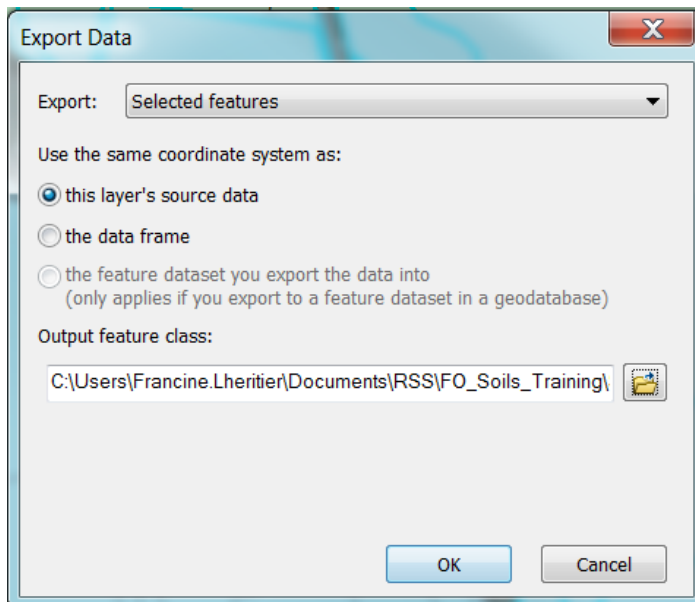 Export Data
Export: Selected features
Use the same coordinate system as:
this layer's source data
the data frame
the feature dataset you export the data into
(only applies if you export to a feature dataset in a geodatabase)
Output feature class:
C:\Users\Francine.Lheritier\Documents\RSS\FO_Soils_Training\
OK Cancel